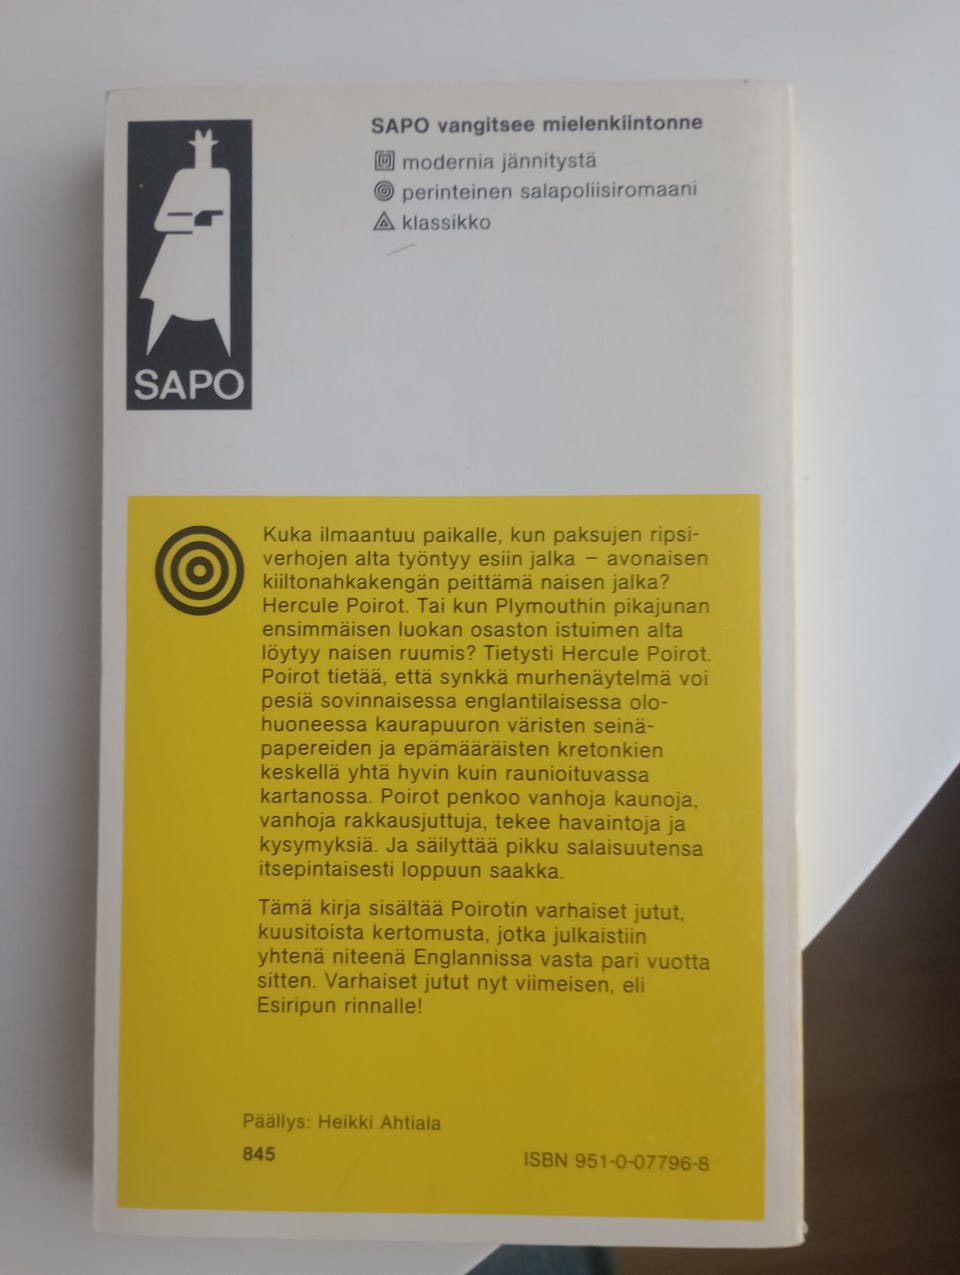 SAPO
SAPO vangitsee mielenkiintonne
modernia jännitystä
perinteinen salapoliisiromaani
klassikko
Kuka ilmaantuu paikalle, kun paksujen ripsi-
verhojen alta työntyy esiin jalka – avonaisen
kiiltonahkakengän peittämä naisen jalka?
Hercule Poirot. Tai kun Plymouthin pikajunan
ensimmäisen luokan osaston istuimen alta
löytyy naisen ruumis? Tietysti Hercule Poirot.
Poirot tietää, että synkkä murhenäytelmä voi
pesiä sovinnaisessa englantilaisessa olo-
huoneessa kaurapuuron väristen seinä-
papereiden ja epämääräisten kretonkien
keskellä yhtä hyvin kuin raunioituvassa
kartanossa. Poirot penkoo vanhoja kaunoja,
vanhoja rakkausjuttuja, tekee havaintoja ja
kysymyksiä. Ja säilyttää pikku salaisuutensa
itsepintaisesti loppuun saakka.
Tämä kirja sisältää Poirotin varhaiset jutut,
kuusitoista kertomusta, jotka julkaistiin
yhtenä niteenä Englannissa vasta pari vuotta
sitten. Varhaiset jutut nyt viimeisen, eli
Esiripun rinnalle!
Päällys: Heikki Ahtiala
845
ISBN 951-0-07796-8